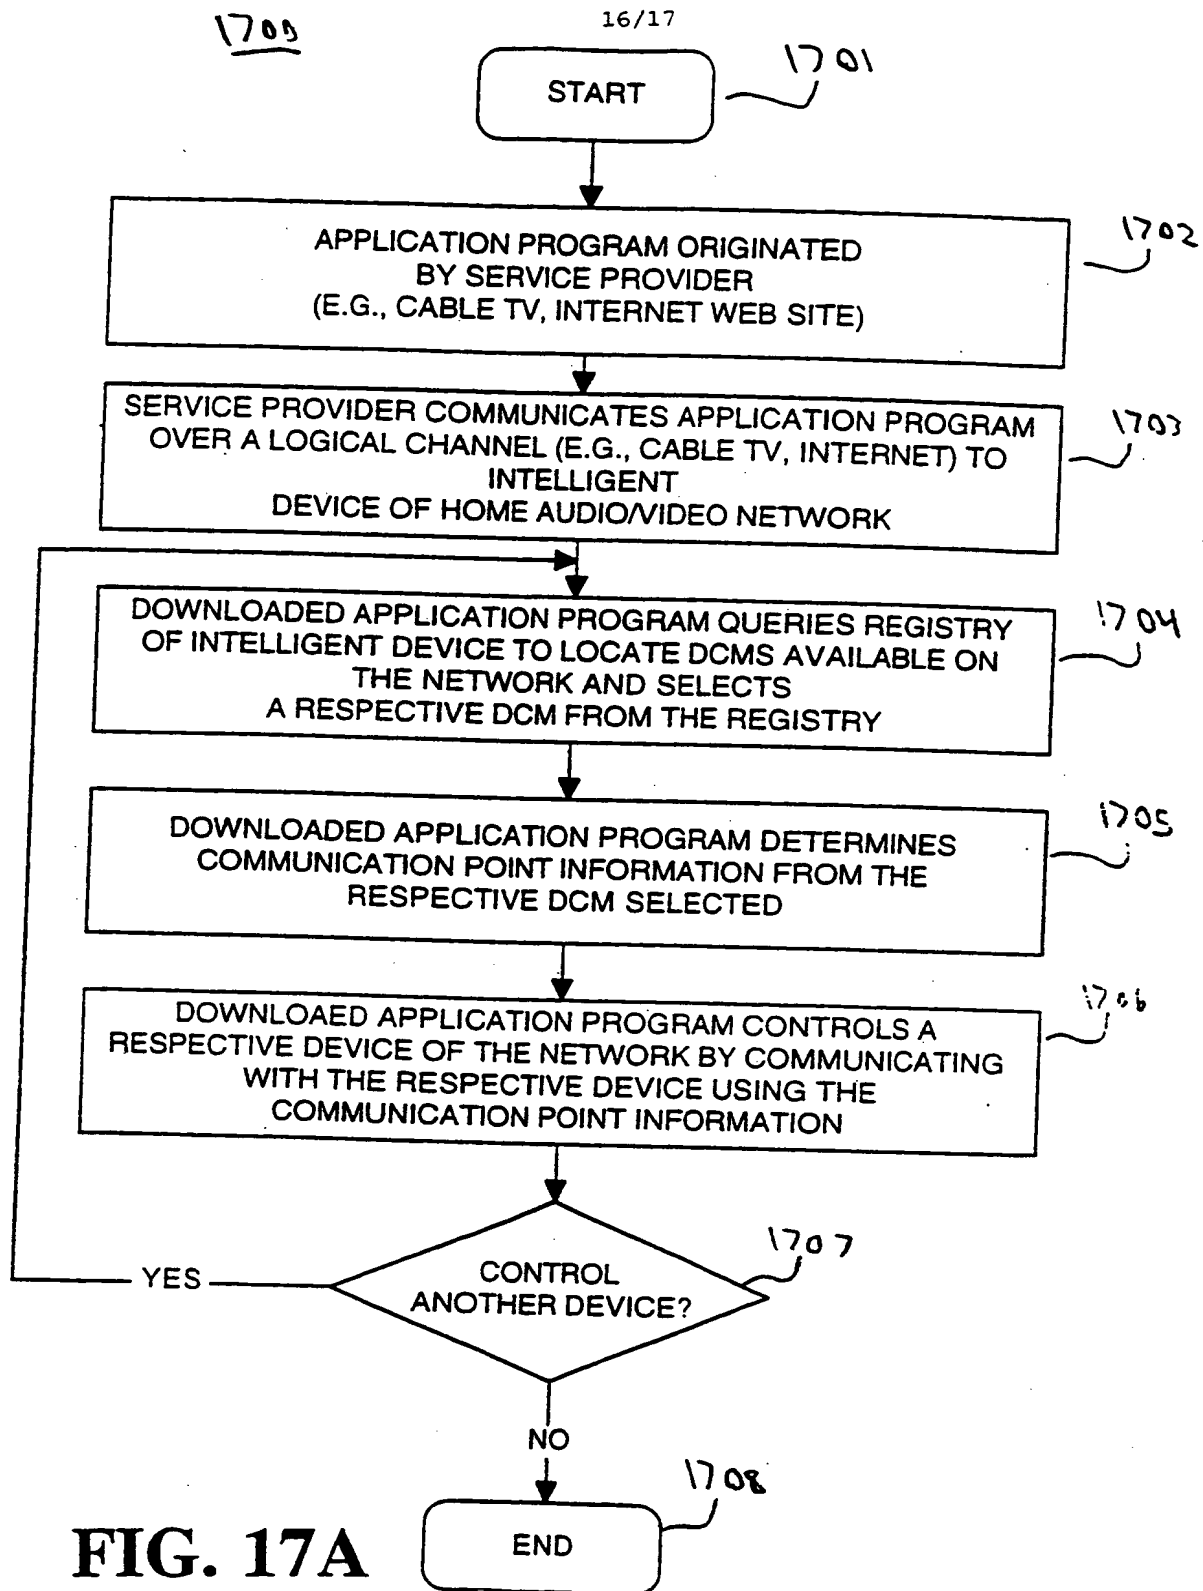 1700
16/17
START
1701
APPLICATION PROGRAM ORIGINATED
BY SERVICE PROVIDER
(E.G., CABLE TV, INTERNET WEB SITE)
1702
SERVICE PROVIDER COMMUNICATES APPLICATION PROGRAM
OVER A LOGICAL CHANNEL (E.G., CABLE TV, INTERNET) TO
INTELLIGENT
DEVICE OF HOME AUDIO/VIDEO NETWORK
1703
DOWNLOADED APPLICATION PROGRAM QUERIES REGISTRY
OF INTELLIGENT DEVICE TO LOCATE DCMS AVAILABLE ON
THE NETWORK AND SELECTS
A RESPECTIVE DCM FROM THE REGISTRY
1704
DOWNLOADED APPLICATION PROGRAM DETERMINES
COMMUNICATION POINT INFORMATION FROM THE
RESPECTIVE DCM SELECTED
1705
DOWNLOAED APPLICATION PROGRAM CONTROLS A
RESPECTIVE DEVICE OF THE NETWORK BY COMMUNICATING
WITH THE RESPECTIVE DEVICE USING THE
COMMUNICATION POINT INFORMATION
1706
CONTROL
ANOTHER DEVICE?
1707
YES
NO
END
1708
FIG. 17A